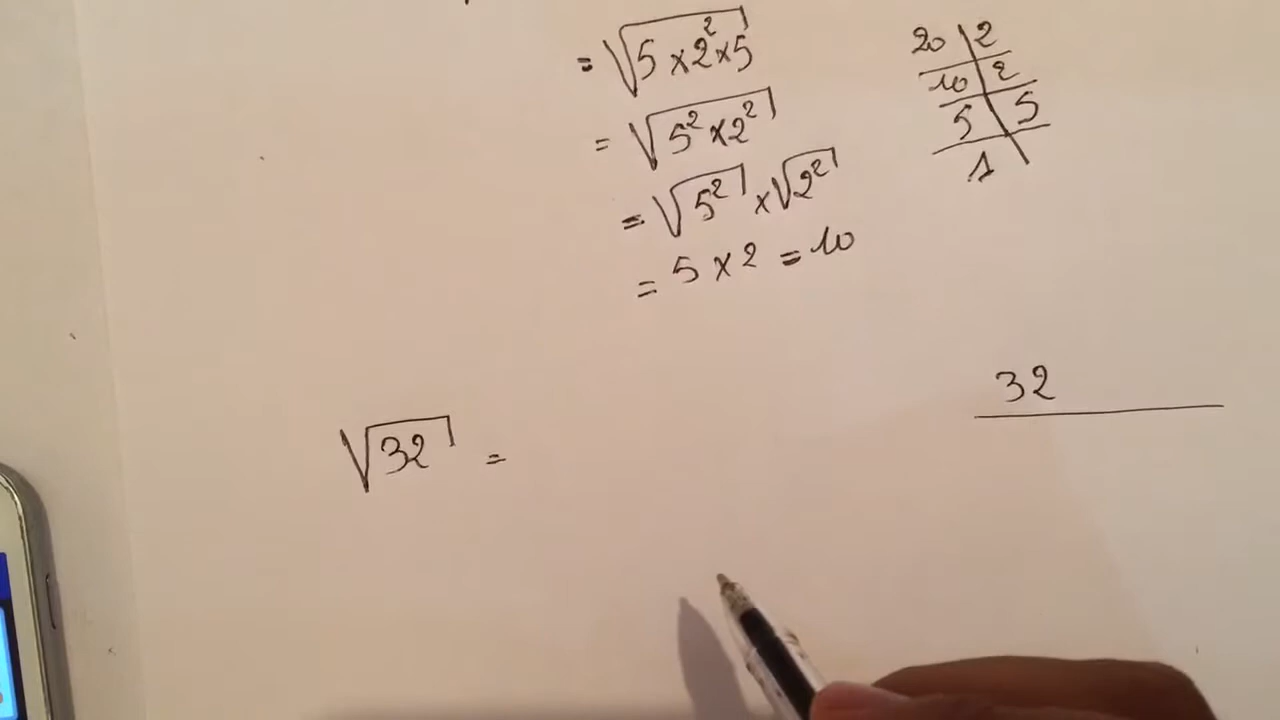 = √5 × 2² × 5
= √5² × 2²
= √5² × √2²
= 5 × 2 = 10
20 | 2
10 | 2
5 | 5
1
32
√32 =